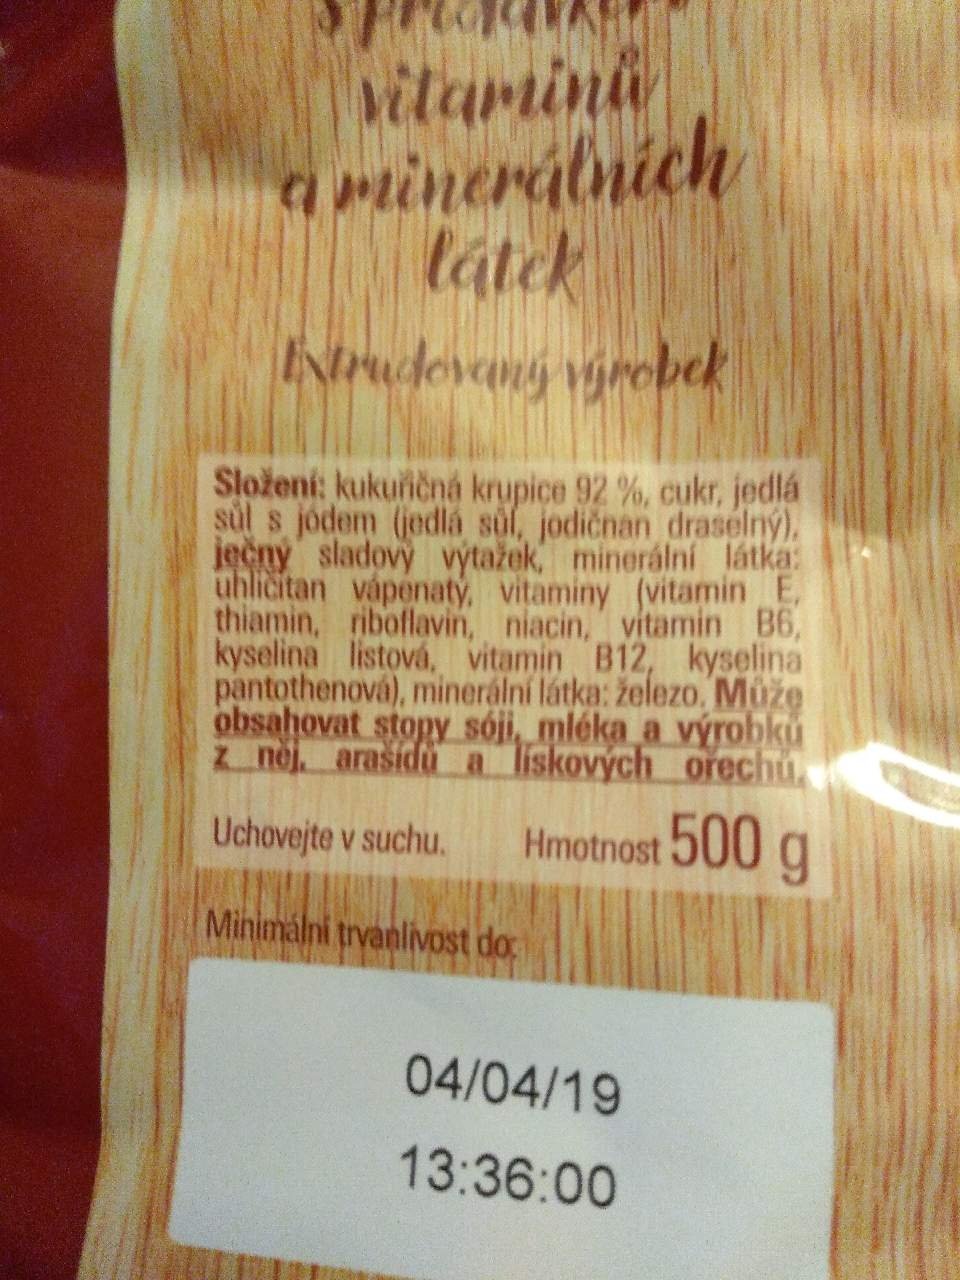 s přídavkem
vitaminů
a minerálních
látek
Extrudovaný výrobek
Složení: kukuřičná krupice 92 %, cukr, jedlá
sůl s jódem (jedlá sůl, jodičnan draselný),
ječný sladový výtažek, minerální látka:
uhličitan vápenatý, vitaminy (vitamin E,
thiamin, riboflavin, niacin, vitamin B6,
kyselina listová, vitamin B12, kyselina
pantothenová), minerální látka: železo. Může
obsahovat stopy sóji, mléka a výrobků
z něj, arašídů a lískových ořechů.
Uchovejte v suchu. Hmotnost 500 g
Minimální trvanlivost do:
04/04/19
13:36:00